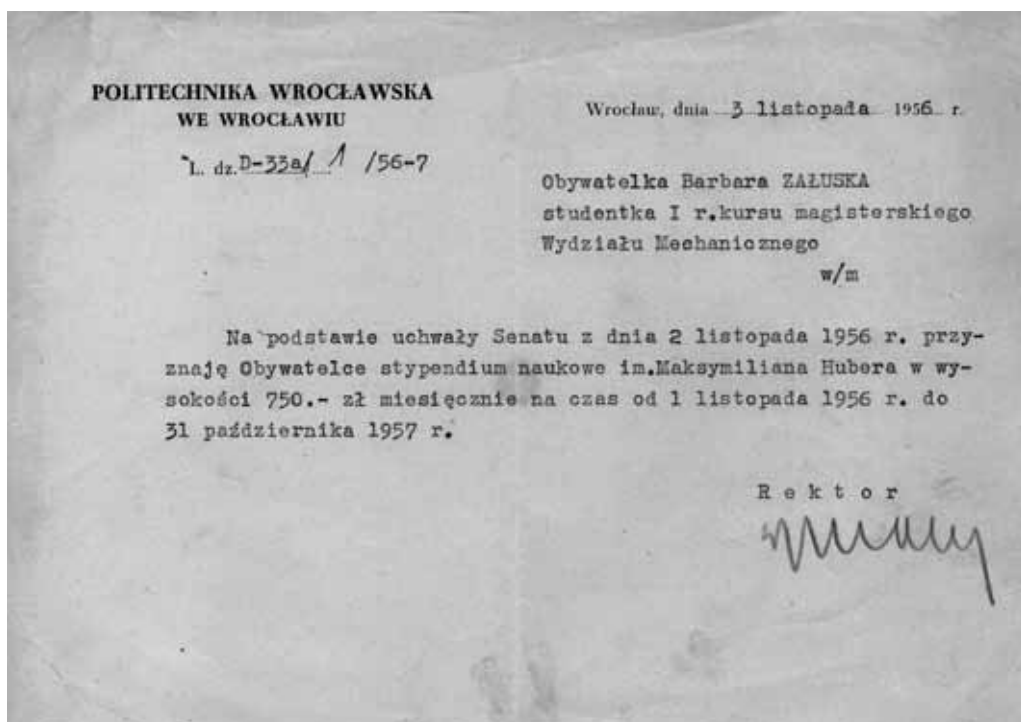 POLITECHNIKA WROCŁAWSKA
WE WROCŁAWIU
L. dz. D-33a/ 1 /56-7
Wrocław, dnia 3 listopada 1956 r.
Obywatelka Barbara ZAŁUSKA
studentka I r.kursu magisterskiego
Wydziału Mechanicznego
w/m
Na podstawie uchwały Senatu z dnia 2 listopada 1956 r. przy-
znaję Obywatelce stypendium naukowe im.Maksymiliana Hubera w wy-
sokości 750.- zł miesięcznie na czas od 1 listopada 1956 r. do
31 października 1957 r.
R e k t o r